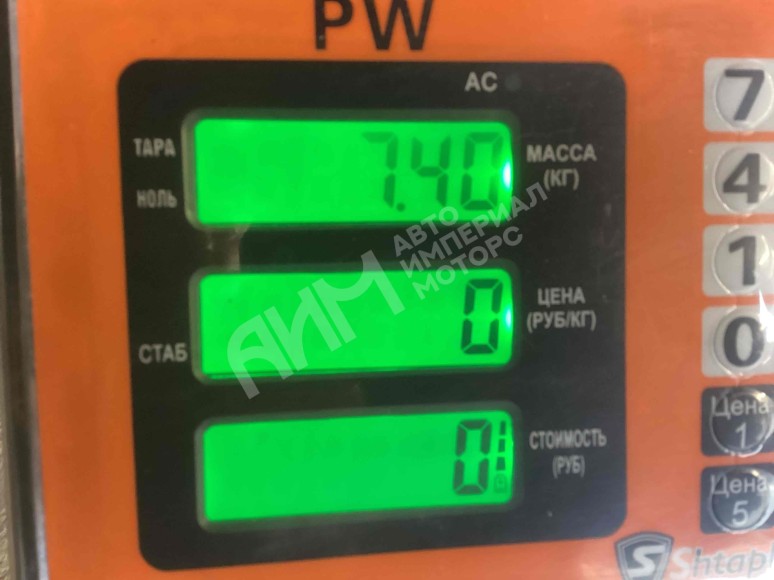 PW
AC
ТАРА
НОЛЬ
7.40
МАССА
(КГ)
АИМ
АВТО
ИМПЕРИАЛ
МОТОРС
0
ЦЕНА
(РУБ/КГ)
СТАБ
0
СТОИМОСТЬ
(РУБ)
7
4
1
0
Цена
1
Цена
5
S